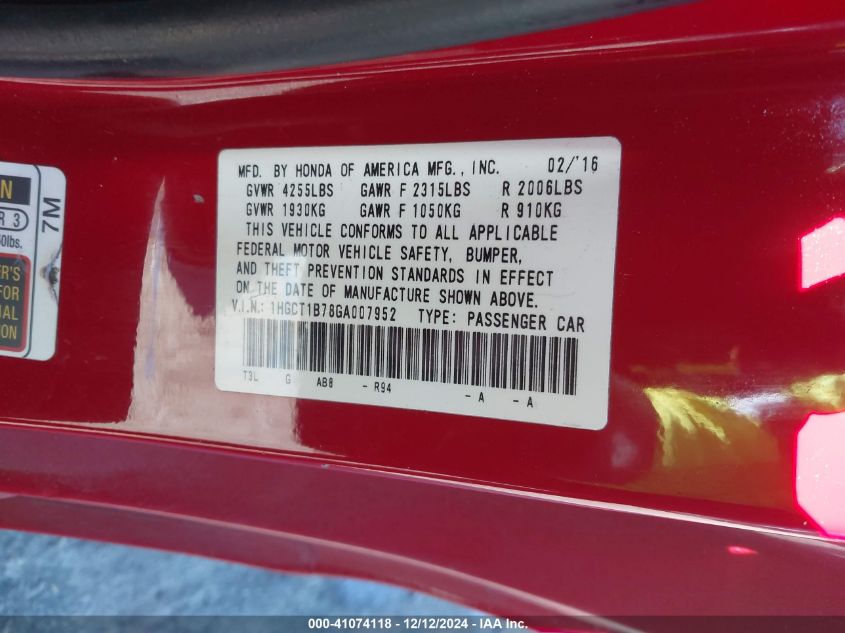 MFD. BY HONDA OF AMERICA MFG., INC. 02/'16
GVWR 4255LBS GAWR F 2315LBS R 2006LBS
GVWR 1930KG GAWR F 1050KG R 910KG
THIS VEHICLE CONFORMS TO ALL APPLICABLE
FEDERAL MOTOR VEHICLE SAFETY, BUMPER,
AND THEFT PREVENTION STANDARDS IN EFFECT
ON THE DATE OF MANUFACTURE SHOWN ABOVE.
V.I.N.: 1HGCT1B78GA007952 TYPE: PASSENGER CAR
T3L G AB8 - R94 - A - A
R 3
7M
FOR
000-41074118 - 12/12/2024 - IAA Inc.